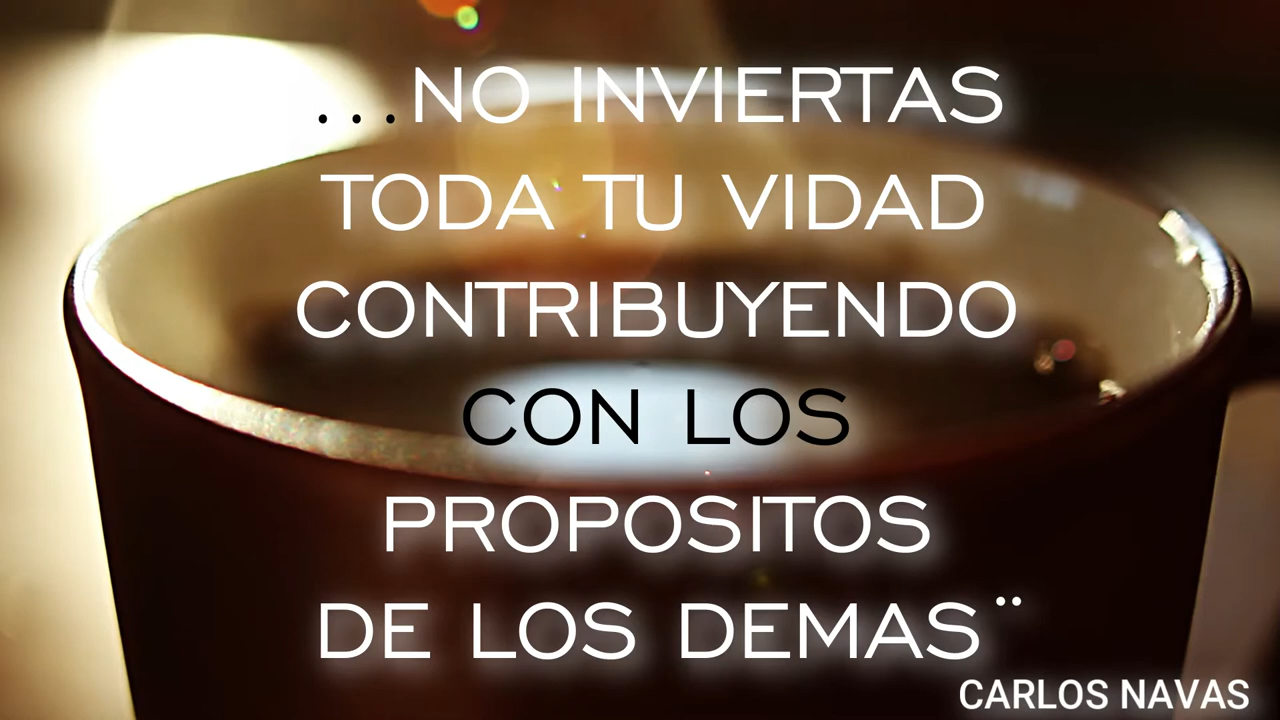 ...NO INVIERTAS
TODA TU VIDAD
CONTRIBUYENDO
CON LOS
PROPOSITOS
DE LOS DEMAS¨
CARLOS NAVAS